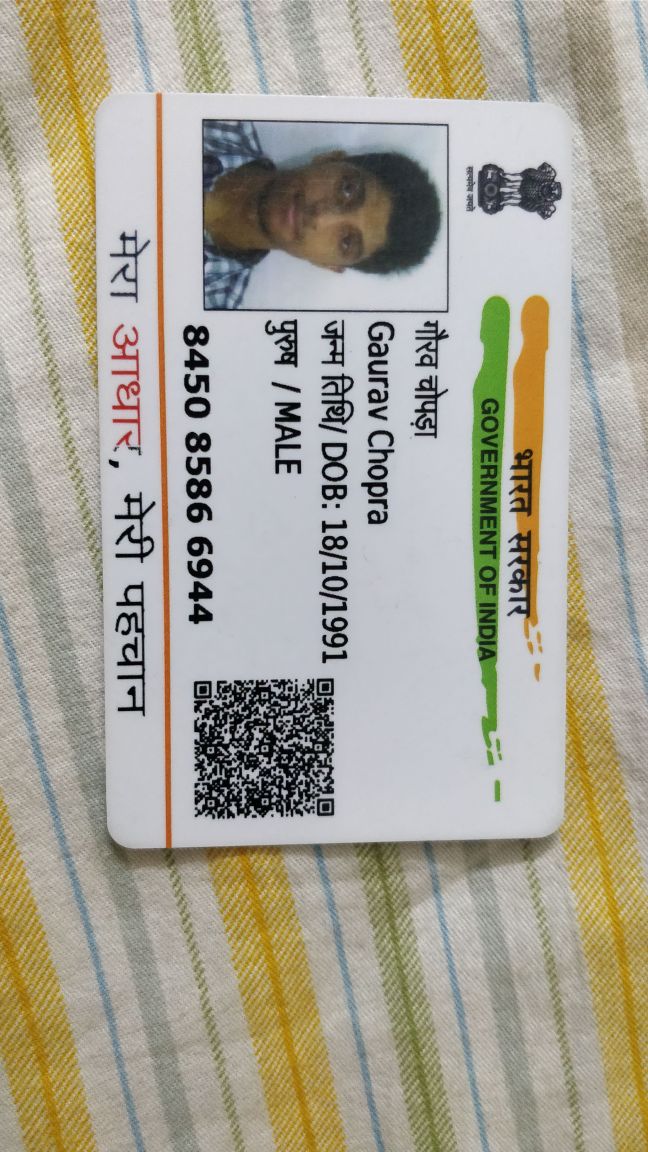 भारत सरकार
GOVERNMENT OF INDIA
सत्यमेव जयते
गौरव चोपड़ा
Gaurav Chopra
जन्म तिथि/ DOB: 18/10/1991
पुरुष / MALE
8450 8586 6944
मेरा आधार, मेरी पहचान